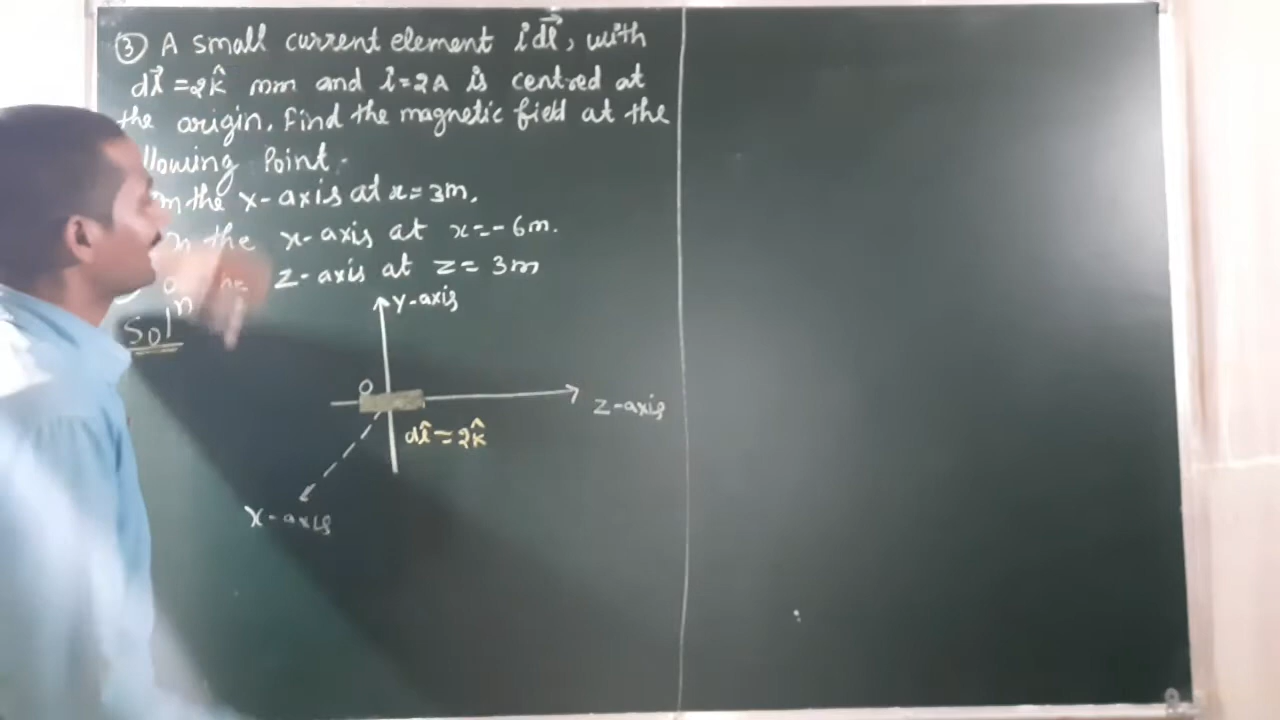 ③ A small current element id𝑙⃗, with
d𝑙⃗ = 2k̂ mm and i = 2A is centred at
the origin. Find the magnetic field at the
llowing Point.
the x-axis at x = 3m.
n the x-axis at x = -6m.
z-axis at z = 3m
Solⁿ
y-axis
O
z-axis
dl̂ = 2k̂
X-axis